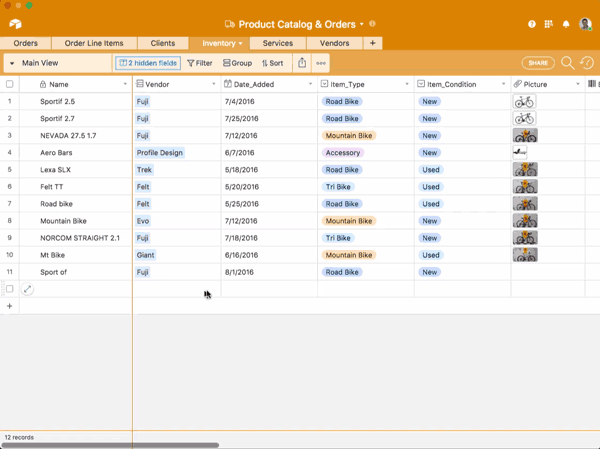 Product Catalog & Orders
Orders Order Line Items Clients Inventory Services Vendors +
Main View 2 hidden fields Filter Group Sort SHARE
Name Vendor Date_Added Item_Type Item_Condition Picture
1 Sportif 2.5 Fuji 7/4/2016 Road Bike New
2 Sportif 2.7 Fuji 7/25/2016 Road Bike New
3 NEVADA 27.5 1.7 Fuji 7/12/2016 Mountain Bike New
4 Aero Bars Profile Design 6/7/2016 Accessory New
5 Lexa SLX Trek 5/18/2016 Road Bike Used
6 Felt TT Felt 5/20/2016 Tri Bike Used
7 Road bike Felt 5/25/2016 Road Bike Used
8 Mountain Bike Evo 7/12/2016 Mountain Bike New
9 NORCOM STRAIGHT 2.1 Fuji 7/18/2016 Tri Bike New
10 Mt Bike Giant 6/16/2016 Mountain Bike Used
11 Sport of Fuji 8/1/2016 Road Bike New
+
12 records